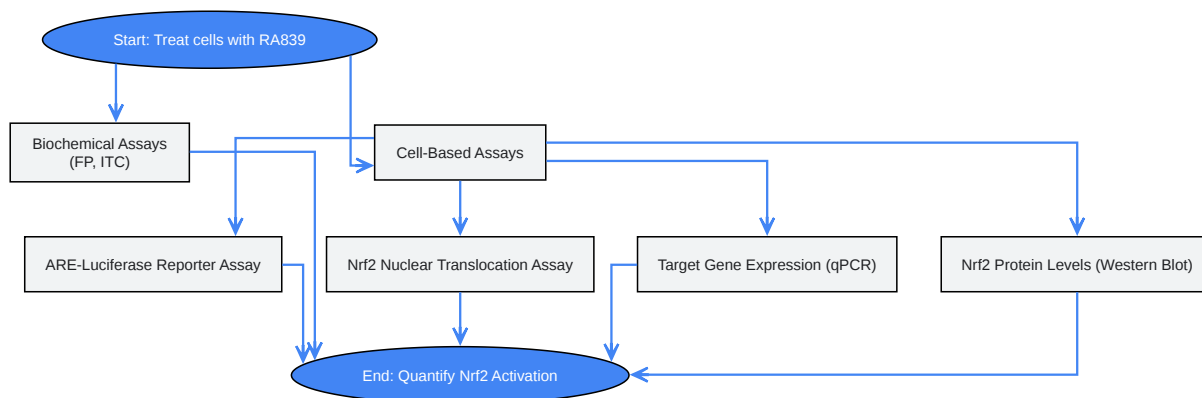 Start: Treat cells with RA839
Biochemical Assays
(FP, ITC)
Cell-Based Assays
ARE-Luciferase Reporter Assay
Nrf2 Nuclear Translocation Assay
Target Gene Expression (qPCR)
Nrf2 Protein Levels (Western Blot)
End: Quantify Nrf2 Activation